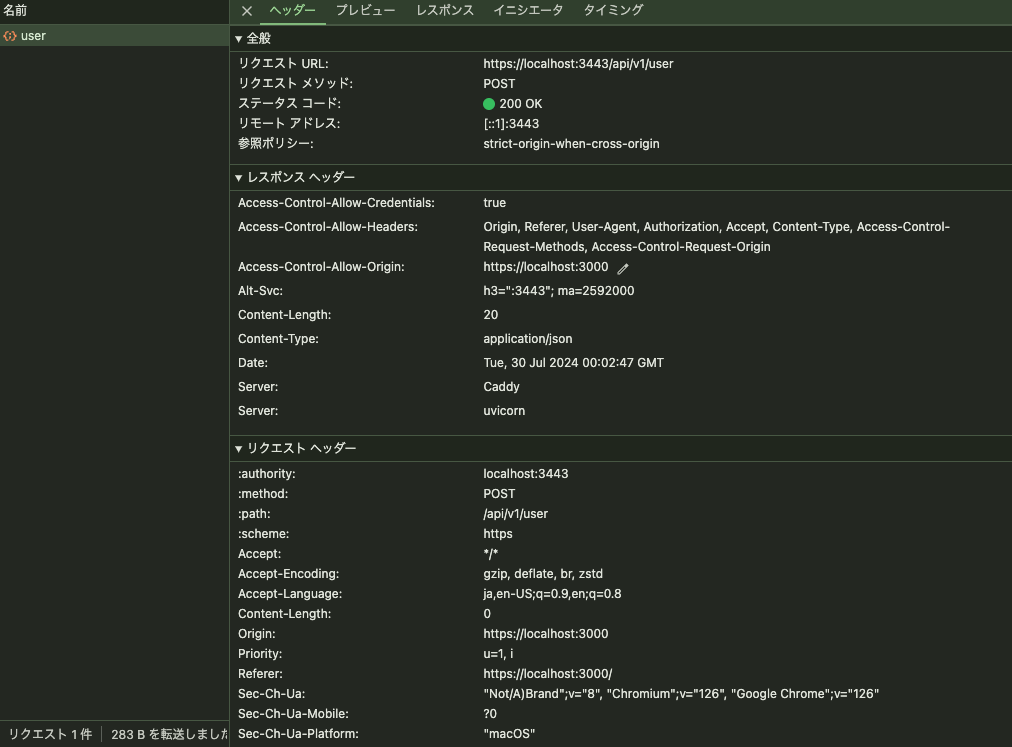 名前
ヘッダー プレビュー レスポンス イニシエータ タイミング
user
全般
リクエスト URL: https://localhost:3443/api/v1/user
リクエスト メソッド: POST
ステータス コード: 200 OK
リモート アドレス: [::1]:3443
参照ポリシー: strict-origin-when-cross-origin
レスポンス ヘッダー
Access-Control-Allow-Credentials: true
Access-Control-Allow-Headers: Origin, Referer, User-Agent, Authorization, Accept, Content-Type, Access-Control-
Request-Methods, Access-Control-Request-Origin
Access-Control-Allow-Origin: https://localhost:3000
Alt-Svc: h3=":3443"; ma=2592000
Content-Length: 20
Content-Type: application/json
Date: Tue, 30 Jul 2024 00:02:47 GMT
Server: Caddy
Server: uvicorn
リクエスト ヘッダー
:authority: localhost:3443
:method: POST
:path: /api/v1/user
:scheme: https
Accept: */*
Accept-Encoding: gzip, deflate, br, zstd
Accept-Language: ja,en-US;q=0.9,en;q=0.8
Content-Length: 0
Origin: https://localhost:3000
Priority: u=1, i
Referer: https://localhost:3000/
Sec-Ch-Ua: "Not/A)Brand";v="8", "Chromium";v="126", "Google Chrome";v="126"
Sec-Ch-Ua-Mobile: ?0
Sec-Ch-Ua-Platform: "macOS"
リクエスト 1 件 283 B を転送しました